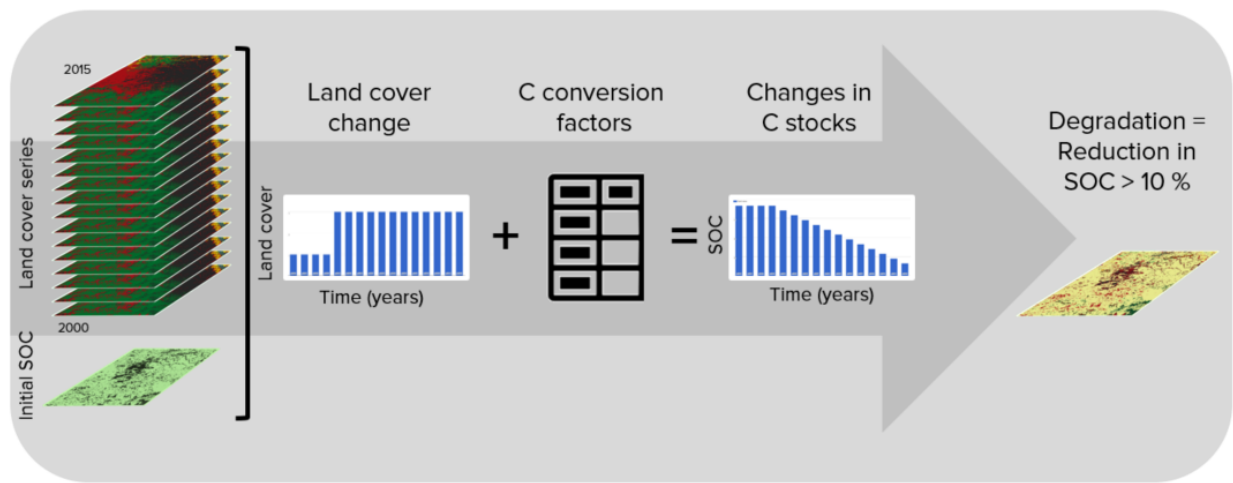 2015
Land cover series
2000
Initial SOC
Land cover
change
Land cover
Time (years)
+
C conversion
factors
=
Changes in
C stocks
SOC
Time (years)
Degradation =
Reduction in
SOC > 10 %